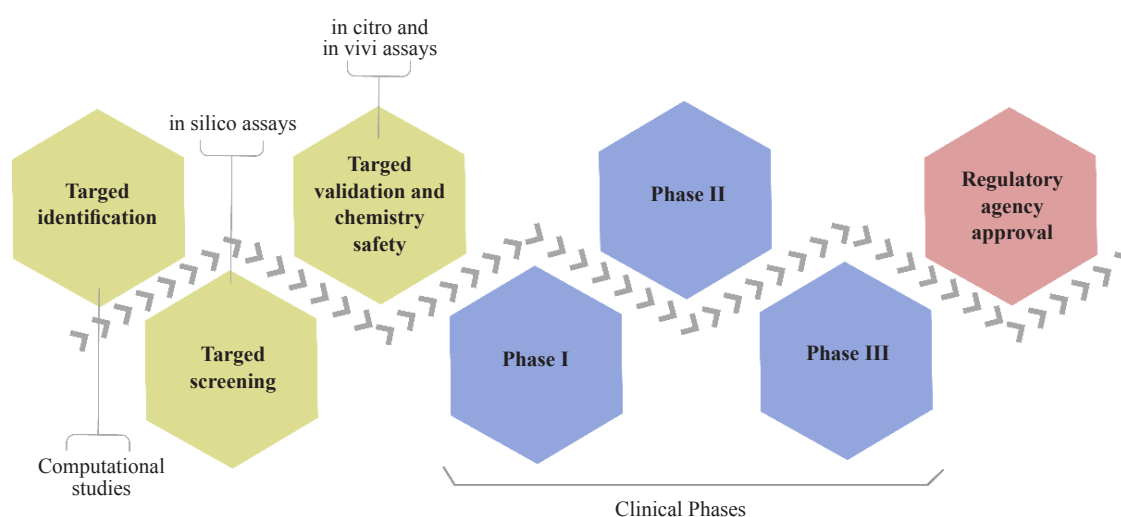 in citro and
in vivi assays
in silico assays
Targed
identification
Targed
validation and
chemistry
safety
Phase II
Regulatory
agency
approval
Targed
screening
Phase I
Phase III
Computational
studies
Clinical Phases